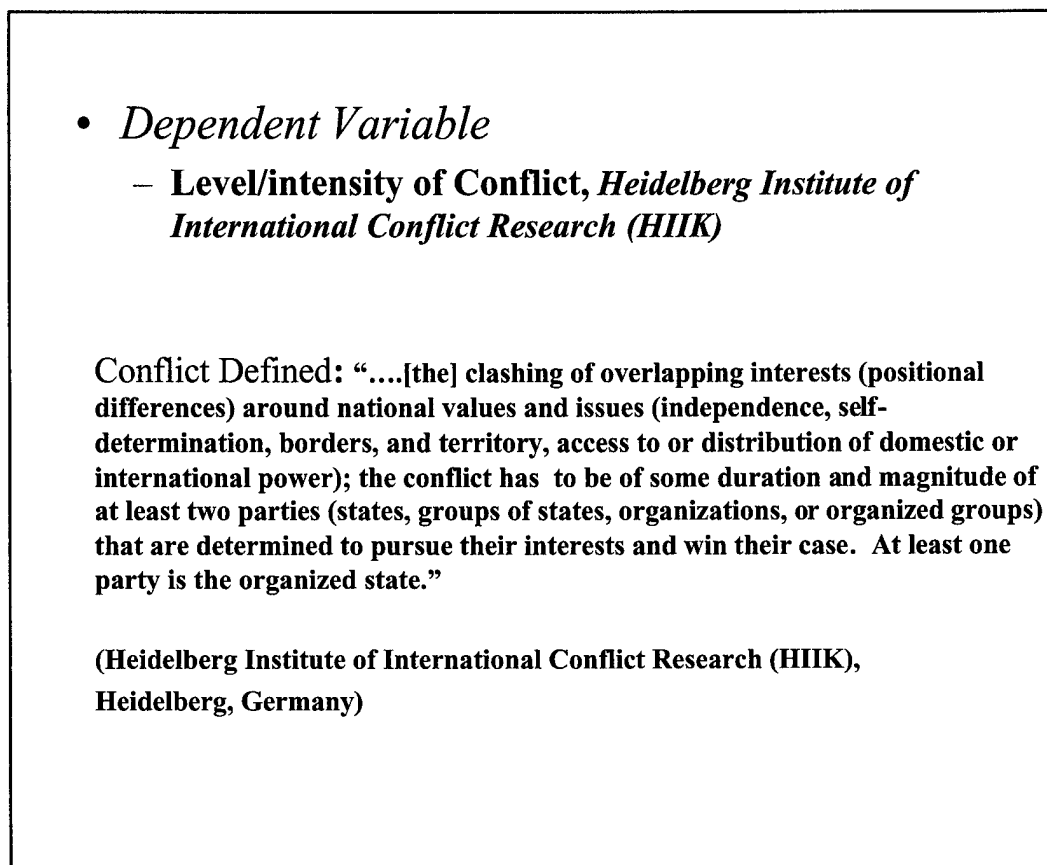 • Dependent Variable
– Level/intensity of Conflict, Heidelberg Institute of
International Conflict Research (HIIK)
Conflict Defined: “....[the] clashing of overlapping interests (positional
differences) around national values and issues (independence, self-
determination, borders, and territory, access to or distribution of domestic or
international power); the conflict has to be of some duration and magnitude of
at least two parties (states, groups of states, organizations, or organized groups)
that are determined to pursue their interests and win their case. At least one
party is the organized state.”
(Heidelberg Institute of International Conflict Research (HIIK),
Heidelberg, Germany)